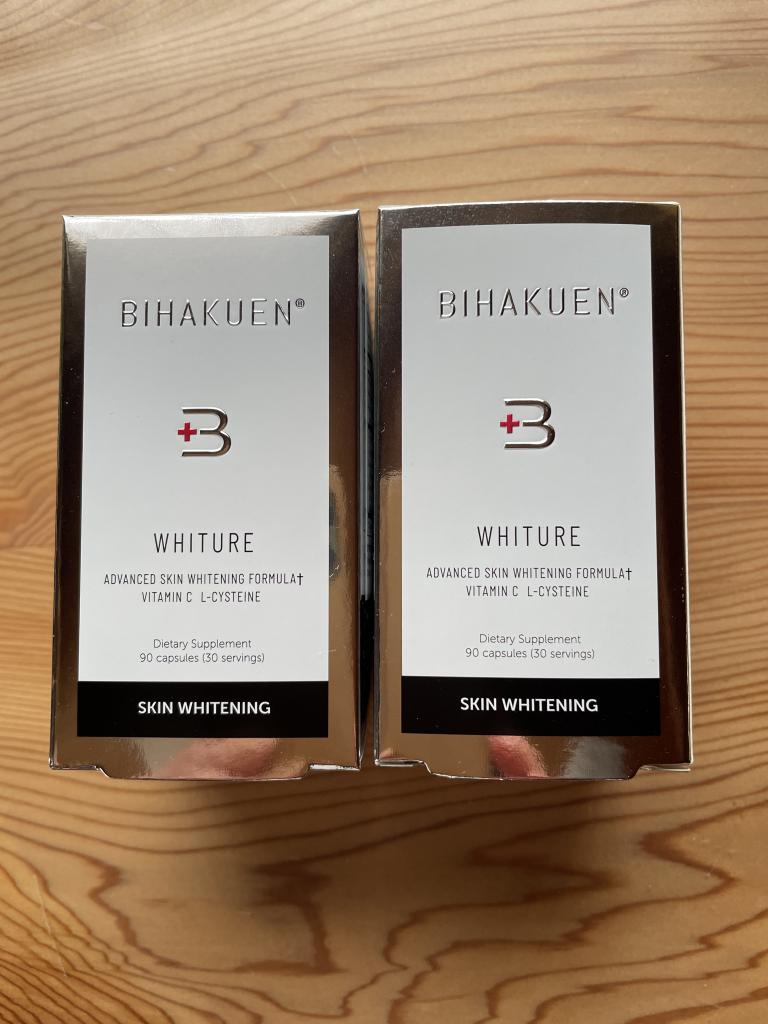 BIHAKUEN®
+B
WHITURE
ADVANCED SKIN WHITENING FORMULA†
VITAMIN C L-CYSTEINE
Dietary Supplement
90 capsules (30 servings)
SKIN WHITENING
BIHAKUEN®
+B
WHITURE
ADVANCED SKIN WHITENING FORMULA†
VITAMIN C L-CYSTEINE
Dietary Supplement
90 capsules (30 servings)
SKIN WHITENING